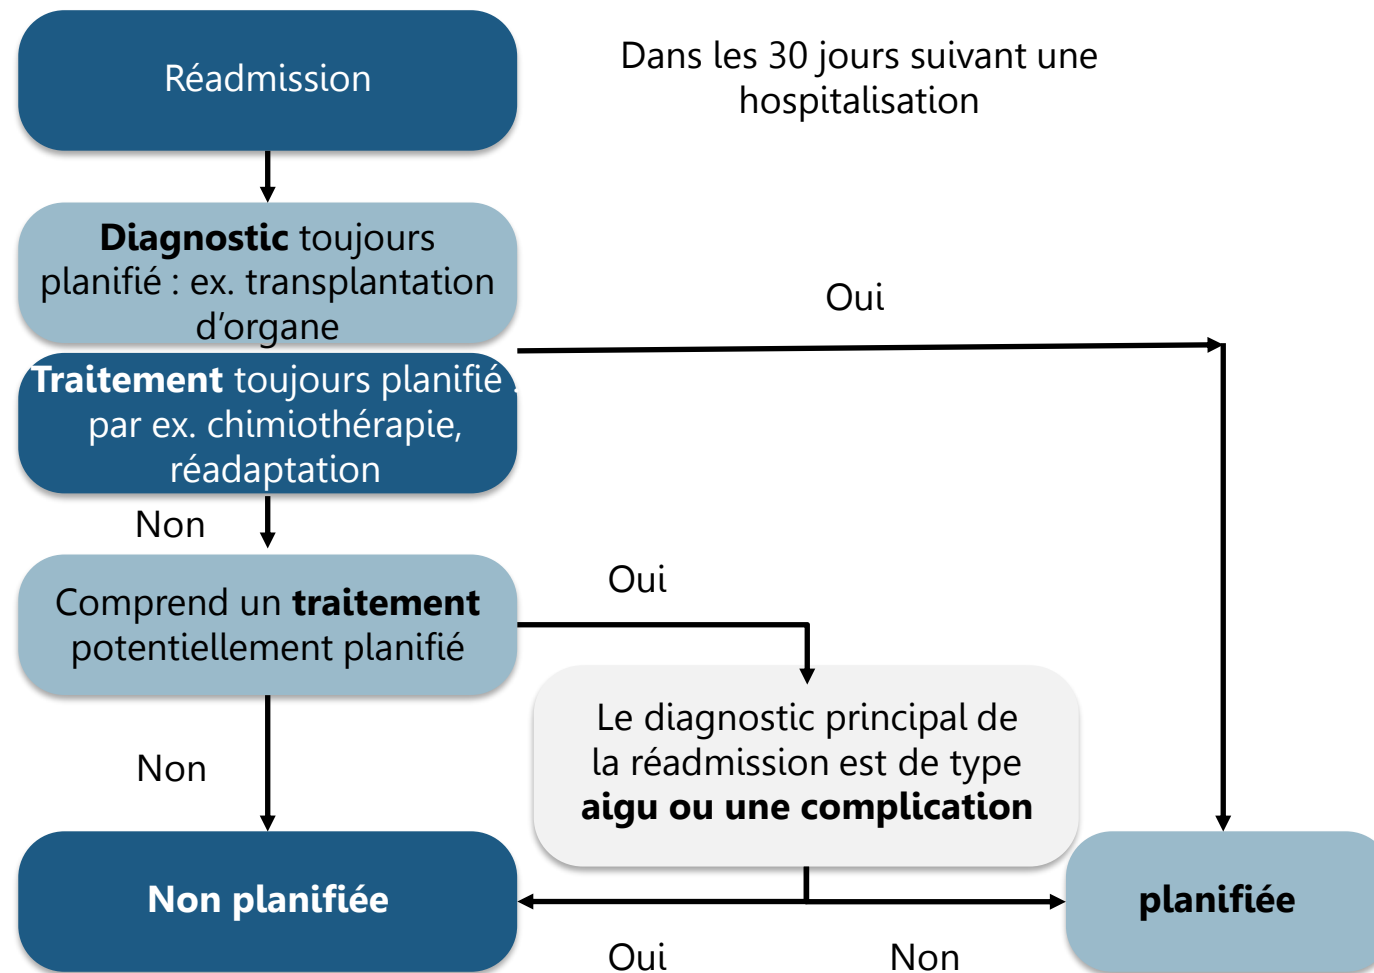 Réadmission
Dans les 30 jours suivant une
hospitalisation
Diagnostic toujours
planifié : ex. transplantation
d'organe
Oui
Traitement toujours planifié :
par ex. chimiothérapie,
réadaptation
Non
Comprend un traitement
potentiellement planifié
Oui
Le diagnostic principal de
la réadmission est de type
aigu ou une complication
Non
Non planifiée
planifiée
Oui
Non